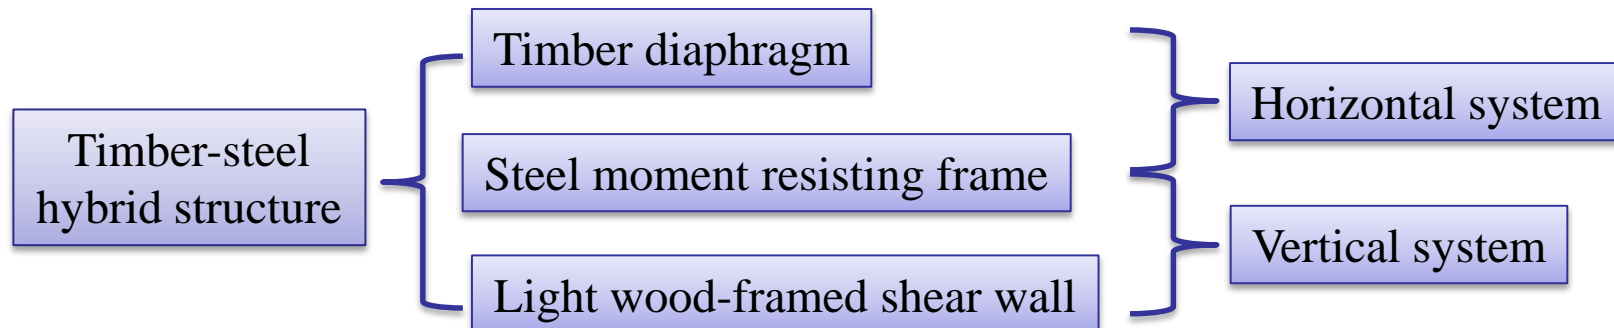 Timber-steel
hybrid structure
Timber diaphragm
Steel moment resisting frame
Light wood-framed shear wall
Horizontal system
Vertical system